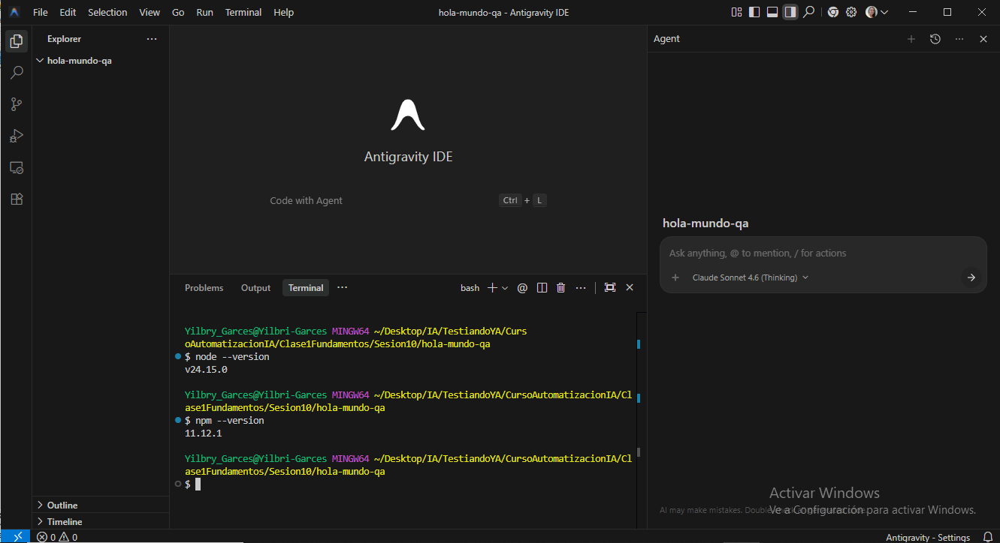 File Edit Selection View Go Run Terminal Help
hola-mundo-qa - Antigravity IDE
Explorer
hola-mundo-qa
Outline
Timeline
Antigravity IDE
Code with Agent Ctrl + L
Problems Output Terminal
bash
Yilbry_Garces@Yilbri-Garces MINGW64 ~/Desktop/IA/TestiandoYA/Curs
oAutomatizacionIA/Clase1Fundamentos/Sesion10/hola-mundo-qa
$ node --version
v24.15.0
Yilbry_Garces@Yilbri-Garces MINGW64 ~/Desktop/IA/TestiandoYA/CursoAutomatizacionIA/Cl
ase1Fundamentos/Sesion10/hola-mundo-qa
$ npm --version
11.12.1
Yilbry_Garces@Yilbri-Garces MINGW64 ~/Desktop/IA/TestiandoYA/CursoAutomatizacionIA/Cl
ase1Fundamentos/Sesion10/hola-mundo-qa
$
Agent
hola-mundo-qa
Ask anything, @ to mention, / for actions
Claude Sonnet 4.6 (Thinking)
Activar Windows
Ve a Configuración para activar Windows.
AI may make mistakes.
0 0
Antigravity - Settings